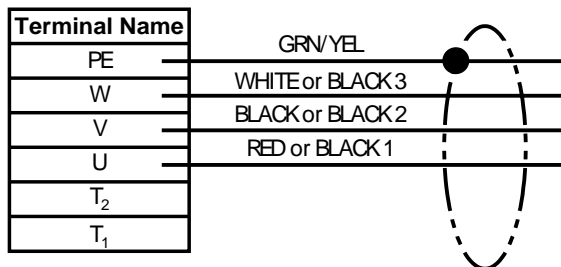 Terminal Name
PE
W
V
U
T₂
T₁
GRN/YEL
WHITE or BLACK 3
BLACK or BLACK 2
RED or BLACK 1